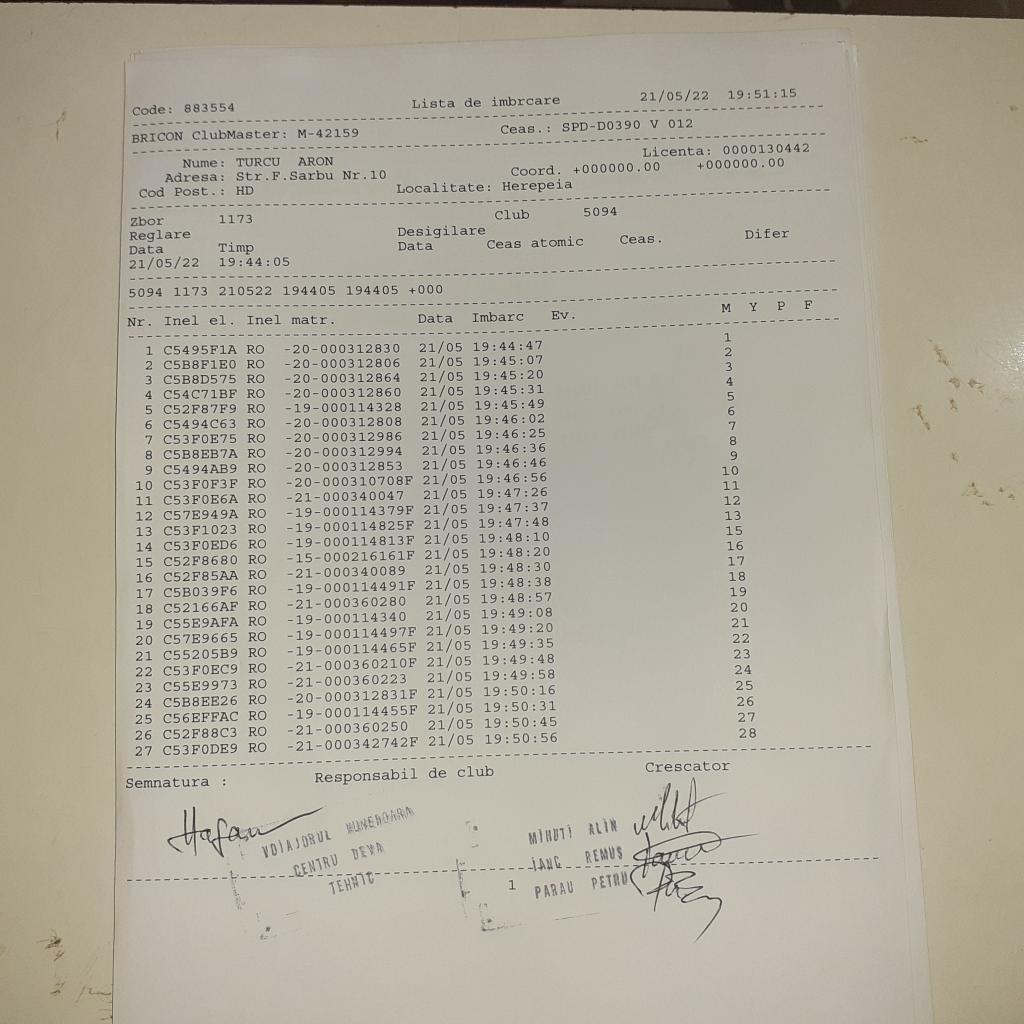 Code: 883554 Lista de imbrcare 21/05/22 19:51:15
BRICON ClubMaster: M-42159 Ceas.: SPD-D0390 V 012
Nume: TURCU ARON Licenta: 0000130442
Adresa: Str.F.Sarbu Nr.10 Coord. +000000.00 +000000.00
Cod Post.: HD Localitate: Herepeia
Zbor 1173 Club 5094
Reglare Desigilare
Data Timp Data Ceas atomic Ceas. Difer
21/05/22 19:44:05
5094 1173 210522 194405 194405 +000
Nr. Inel el. Inel matr. Data Imbarc Ev. M Y P F
1 C5495F1A RO -20-000312830 21/05 19:44:47 1
2 C5B8F1E0 RO -20-000312806 21/05 19:45:07 2
3 C5B8D575 RO -20-000312864 21/05 19:45:20 3
4 C54C71BF RO -20-000312860 21/05 19:45:31 4
5 C52F87F9 RO -19-000114328 21/05 19:45:49 5
6 C5494C63 RO -20-000312808 21/05 19:46:02 6
7 C53F0E75 RO -20-000312986 21/05 19:46:25 7
8 C5B8EB7A RO -20-000312994 21/05 19:46:36 8
9 C5494AB9 RO -20-000312853 21/05 19:46:46 9
10 C53F0F3F RO -20-000310708F 21/05 19:46:56 10
11 C53F0E6A RO -21-000340047 21/05 19:47:26 11
12 C57E949A RO -19-000114379F 21/05 19:47:37 12
13 C53F1023 RO -19-000114825F 21/05 19:47:48 13
14 C53F0ED6 RO -19-000114813F 21/05 19:48:10 15
15 C52F8680 RO -15-000216161F 21/05 19:48:20 16
16 C52F85AA RO -21-000340089 21/05 19:48:30 17
17 C5B039F6 RO -19-000114491F 21/05 19:48:38 18
18 C52166AF RO -21-000360280 21/05 19:48:57 19
19 C55E9AFA RO -19-000114340 21/05 19:49:08 20
20 C57E9665 RO -19-000114497F 21/05 19:49:20 21
21 C55205B9 RO -19-000114465F 21/05 19:49:35 22
22 C53F0EC9 RO -21-000360210F 21/05 19:49:48 23
23 C55E9973 RO -21-000360223 21/05 19:49:58 24
24 C5B8EE26 RO -20-000312831F 21/05 19:50:16 25
25 C56EFFAC RO -19-000114455F 21/05 19:50:31 26
26 C52F88C3 RO -21-000360250 21/05 19:50:45 27
27 C53F0DE9 RO -21-000342742F 21/05 19:50:56 28
Semnatura : Responsabil de club Crescator
VOIAJORUL HUNEDOARA
CENTRU DEVA
TEHNIC
MIHUTI ALIN
IANC REMUS
PARAU PETRU
1